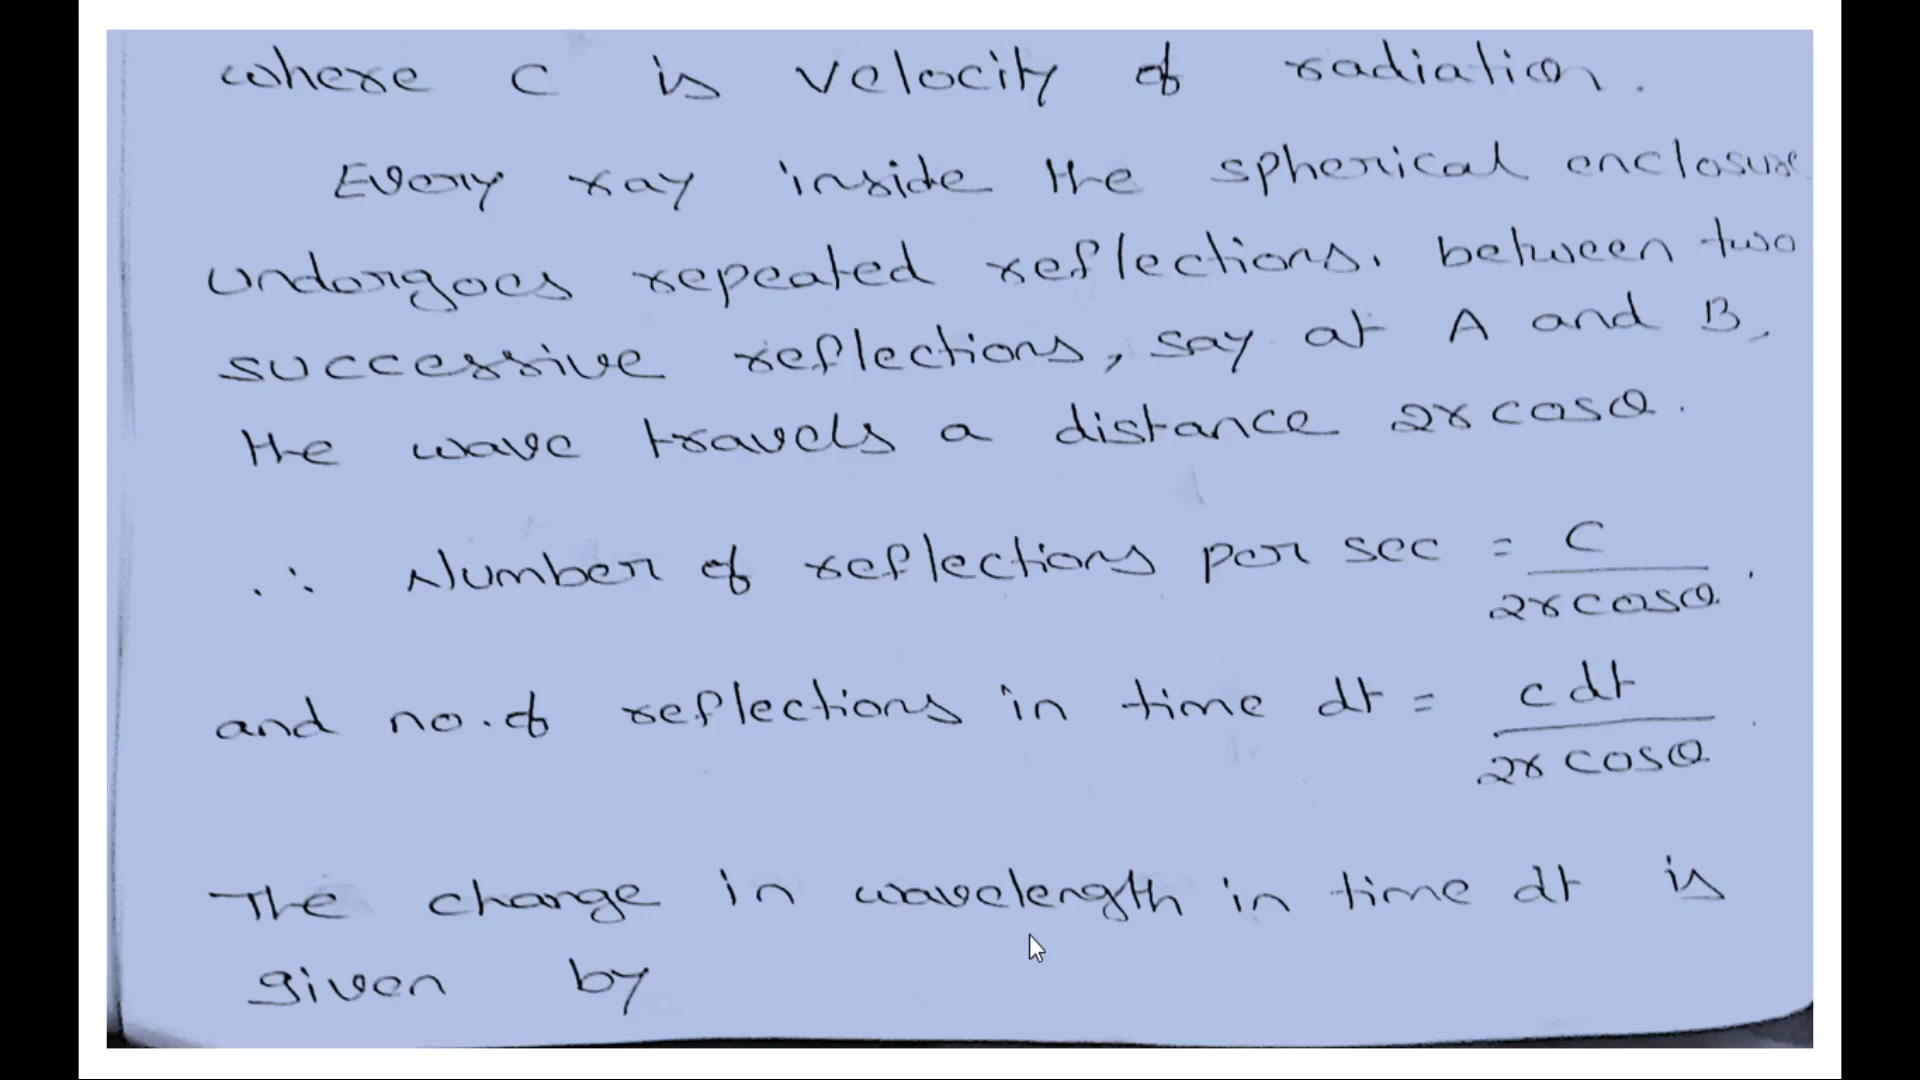 where c is velocity of radiation.
Every ray inside the spherical enclosure
undergoes repeated reflections. between two
successive reflections, say at A and B,
the wave travels a distance 2r cosθ.
∴ Number of reflections per sec = c / 2r cosθ.
and no. of reflections in time dt = c dt / 2r cosθ.
The change in wavelength in time dt is
given by